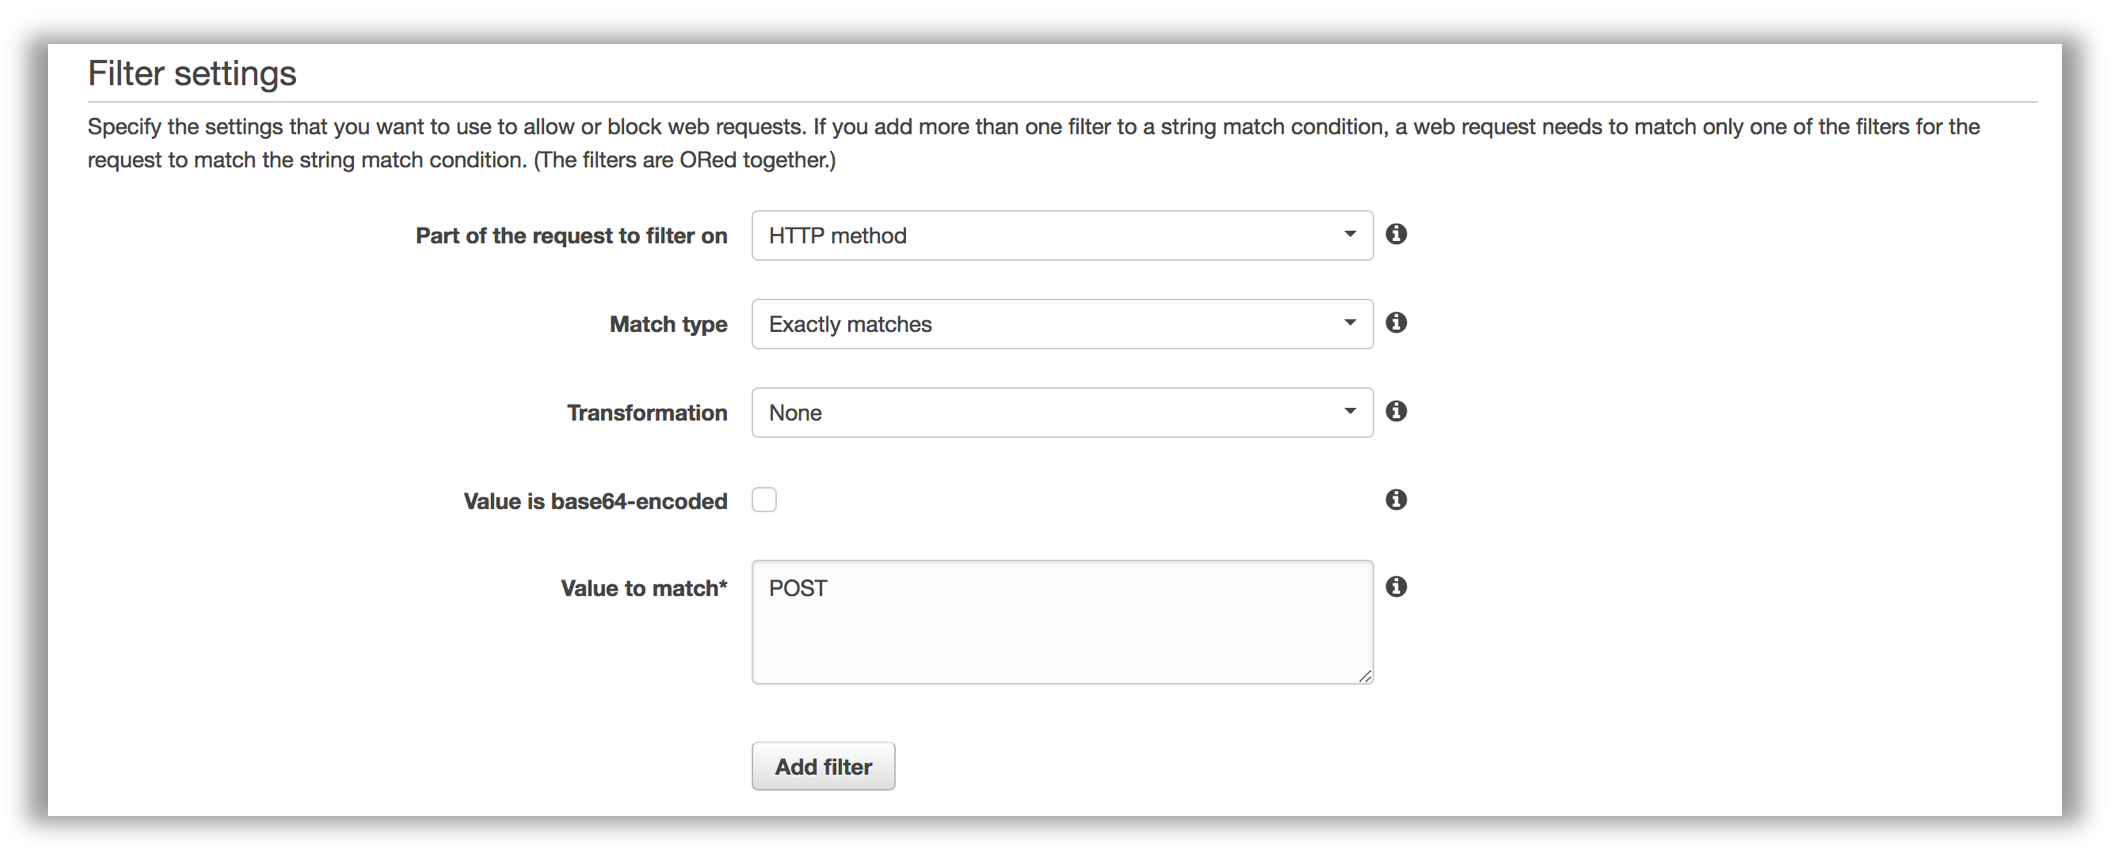 Filter settings
Specify the settings that you want to use to allow or block web requests. If you add more than one filter to a string match condition, a web request needs to match only one of the filters for the
request to match the string match condition. (The filters are ORed together.)
Part of the request to filter on HTTP method
Match type Exactly matches
Transformation None
Value is base64-encoded
Value to match* POST
Add filter